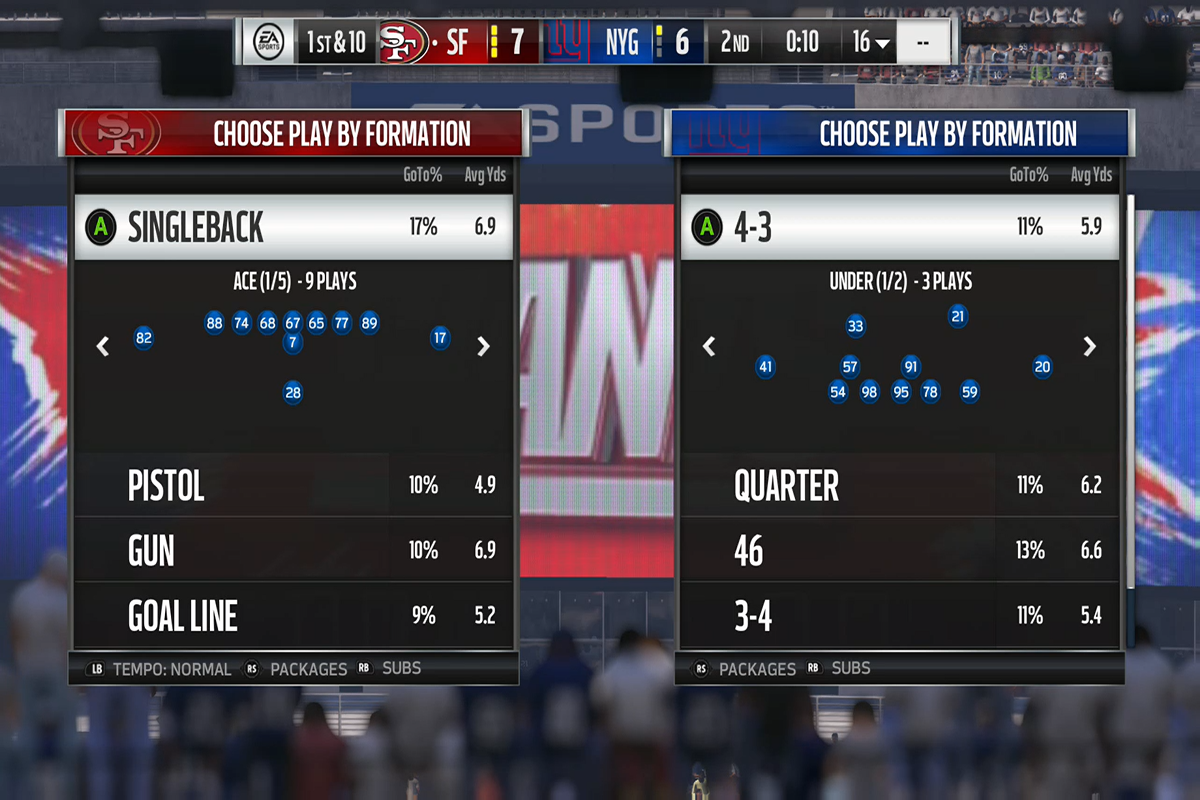 EA SPORTS 1ST & 10 SF SF 7 NYG 6 2ND 0:10 16 --
SPORTS™
CHOOSE PLAY BY FORMATION
GoTo% Avg Yds
A SINGLEBACK 17% 6.9
ACE (1/5) - 9 PLAYS
82 88 74 68 67 65 77 89 17
7
28
PISTOL 10% 4.9
GUN 10% 6.9
GOAL LINE 9% 5.2
LB TEMPO: NORMAL RS PACKAGES RB SUBS
CHOOSE PLAY BY FORMATION
GoTo% Avg Yds
A 4-3 11% 5.9
UNDER (1/2) - 3 PLAYS
33 21
41 57 91 20
54 98 95 78 59
QUARTER 11% 6.2
46 13% 6.6
3-4 11% 5.4
RS PACKAGES RB SUBS